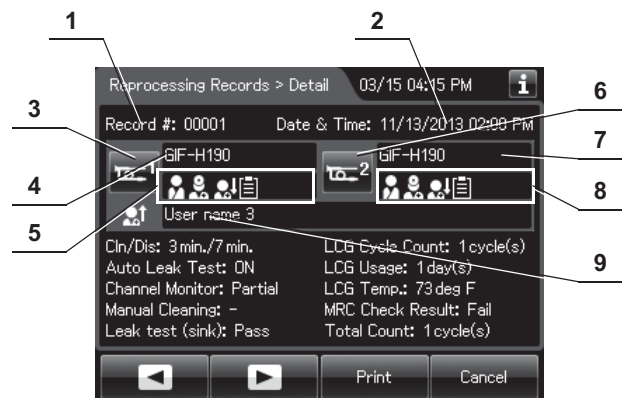 1
2
Reprocessing Records > Detail 03/15 04:15 PM i
6
3
Record #: 00001 Date & Time: 11/13/2013 02:00 PM
7
1 GIF-H190 2 GIF-H190
4
8
5
User name 3
Cln/Dis: 3 min./7 min. LCG Cycle Count: 1 cycle(s)
9
Auto Leak Test: ON LCG Usage: 1 day(s)
Channel Monitor: Partial LCG Temp.: 73 deg F
Manual Cleaning: - MRC Check Result: Fail
Leak test (sink): Pass Total Count: 1 cycle(s)
Print Cancel